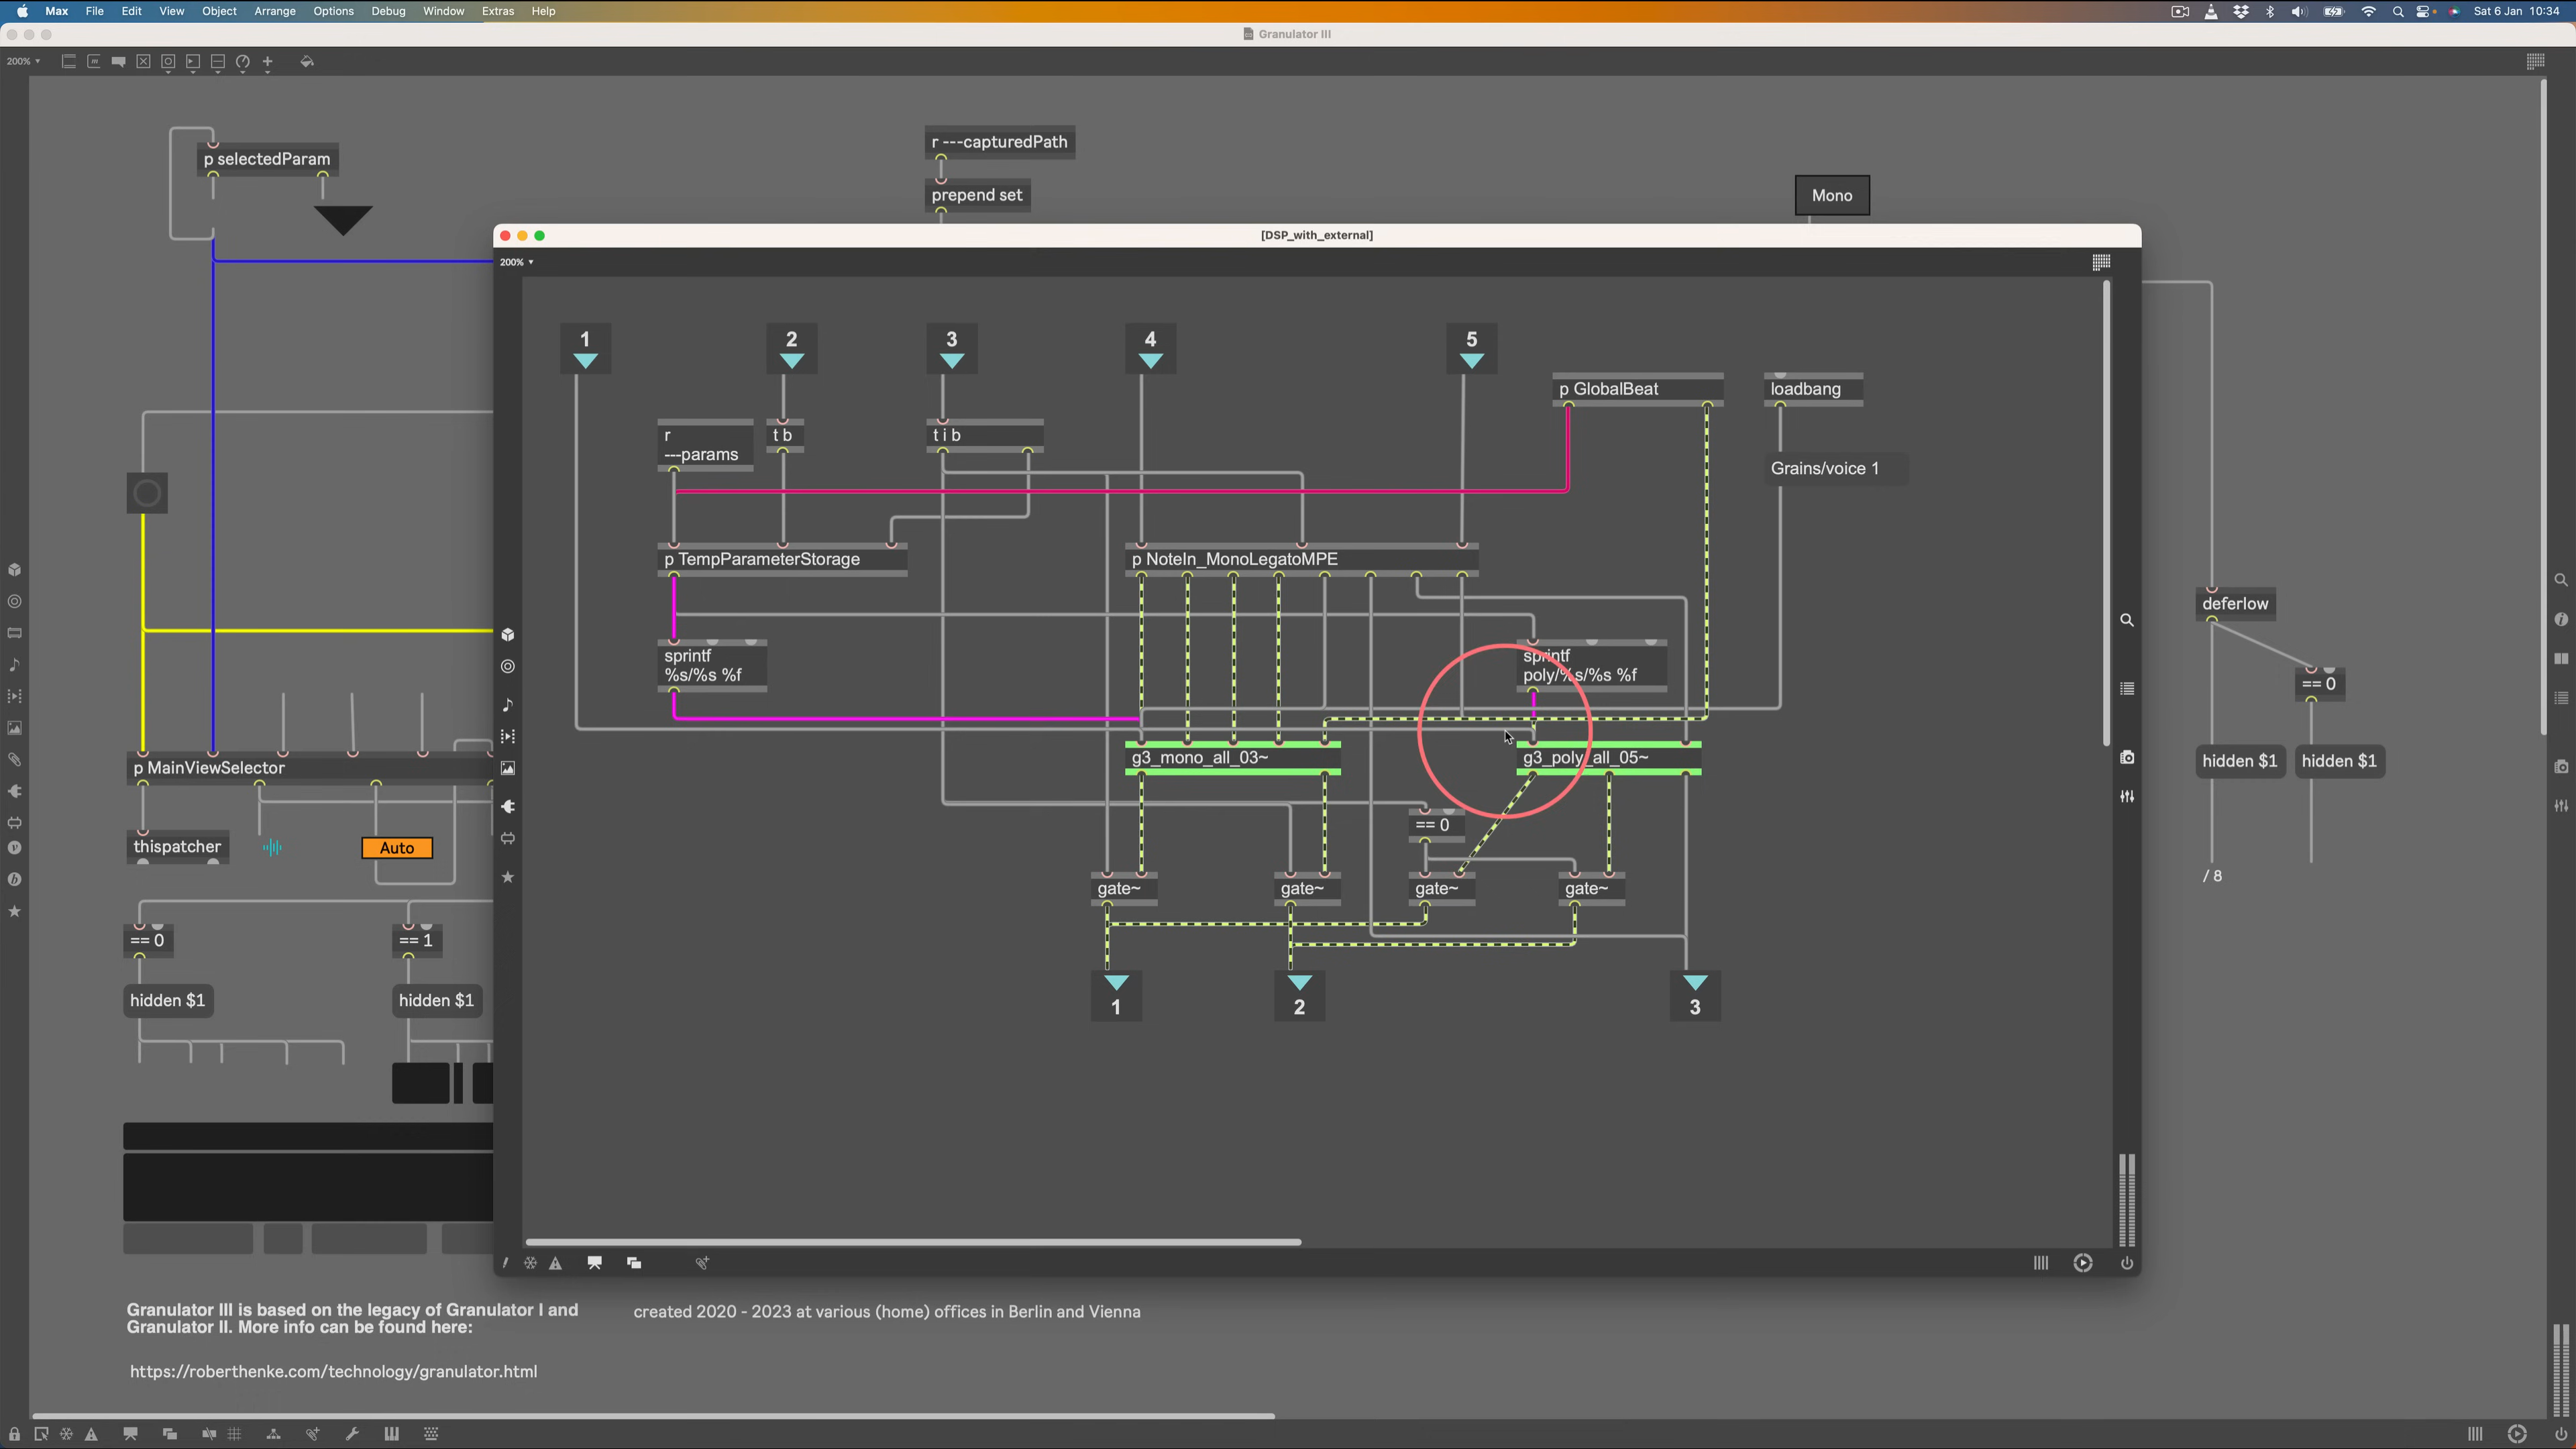 Max File Edit View Object Arrange Options Debug Window Extras Help
Sat 6 Jan 10:34
Granulator III
200%
p selectedParam
r ---capturedPath
prepend set
Mono
[DSP_with_external]
200%
1 2 3 4 5
p GlobalBeat
loadbang
r
---params
t b
t i b
Grains/voice 1
p TempParameterStorage
p NoteIn_MonoLegatoMPE
deferlow
sprintf
%s/%s %f
sprintf
poly/%s/%s %f
== 0
p MainViewSelector
g3_mono_all_03~
g3_poly_all_05~
hidden $1
hidden $1
thispatcher
Auto
== 0
/ 8
gate~
gate~
gate~
gate~
== 0
== 1
hidden $1
hidden $1
1 2 3
Granulator III is based on the legacy of Granulator I and
Granulator II. More info can be found here:
created 2020 - 2023 at various (home) offices in Berlin and Vienna
https://roberthenke.com/technology/granulator.html